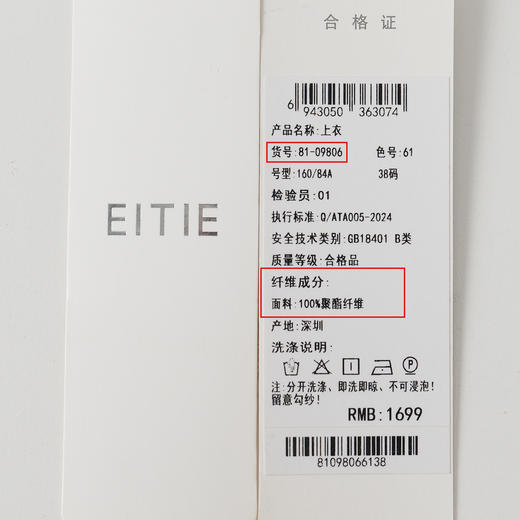 EITIE
合格证
6 943050 363074
产品名称:上衣
货号:81-09806 色号:61
号型:160/84A 38码
检验员:01
执行标准:Q/ATA005-2024
安全技术类别:GB18401 B类
质量等级:合格品
纤维成分:
面料:100%聚酯纤维
产地:深圳
洗涤说明:
注:分开洗涤、即洗即晾、不可浸泡!
留意勾纱!
RMB:1699
81098066138